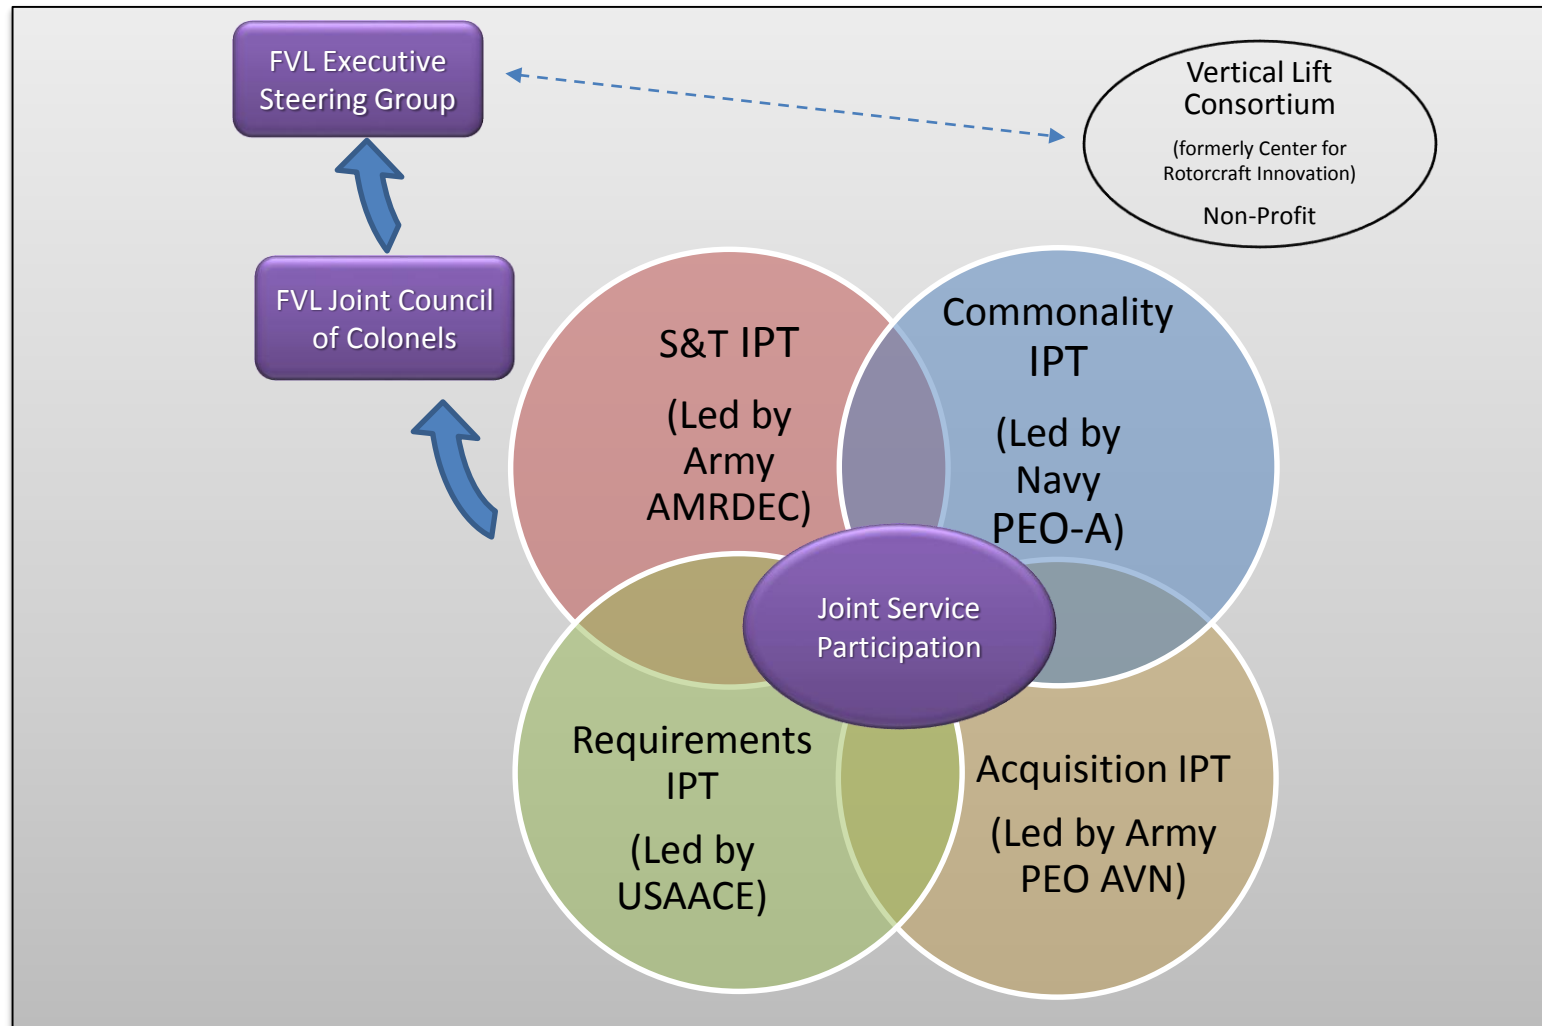 FVL Executive
Steering Group
Vertical Lift
Consortium
(formerly Center for
Rotorcraft Innovation)
Non-Profit
FVL Joint Council
of Colonels
S&T IPT
(Led by
Army
AMRDEC)
Commonality
IPT
(Led by
Navy
PEO-A)
Joint Service
Participation
Requirements
IPT
(Led by
USAACE)
Acquisition IPT
(Led by Army
PEO AVN)